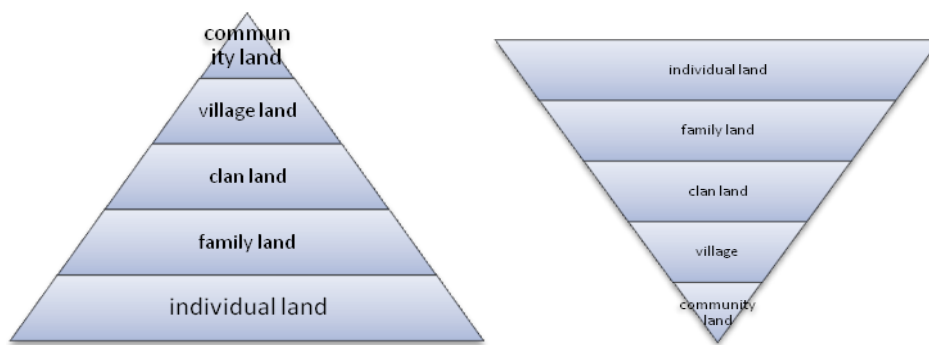 commun
ity land
village land
clan land
family land
individual land
individual land
family land
clan land
village
community
land